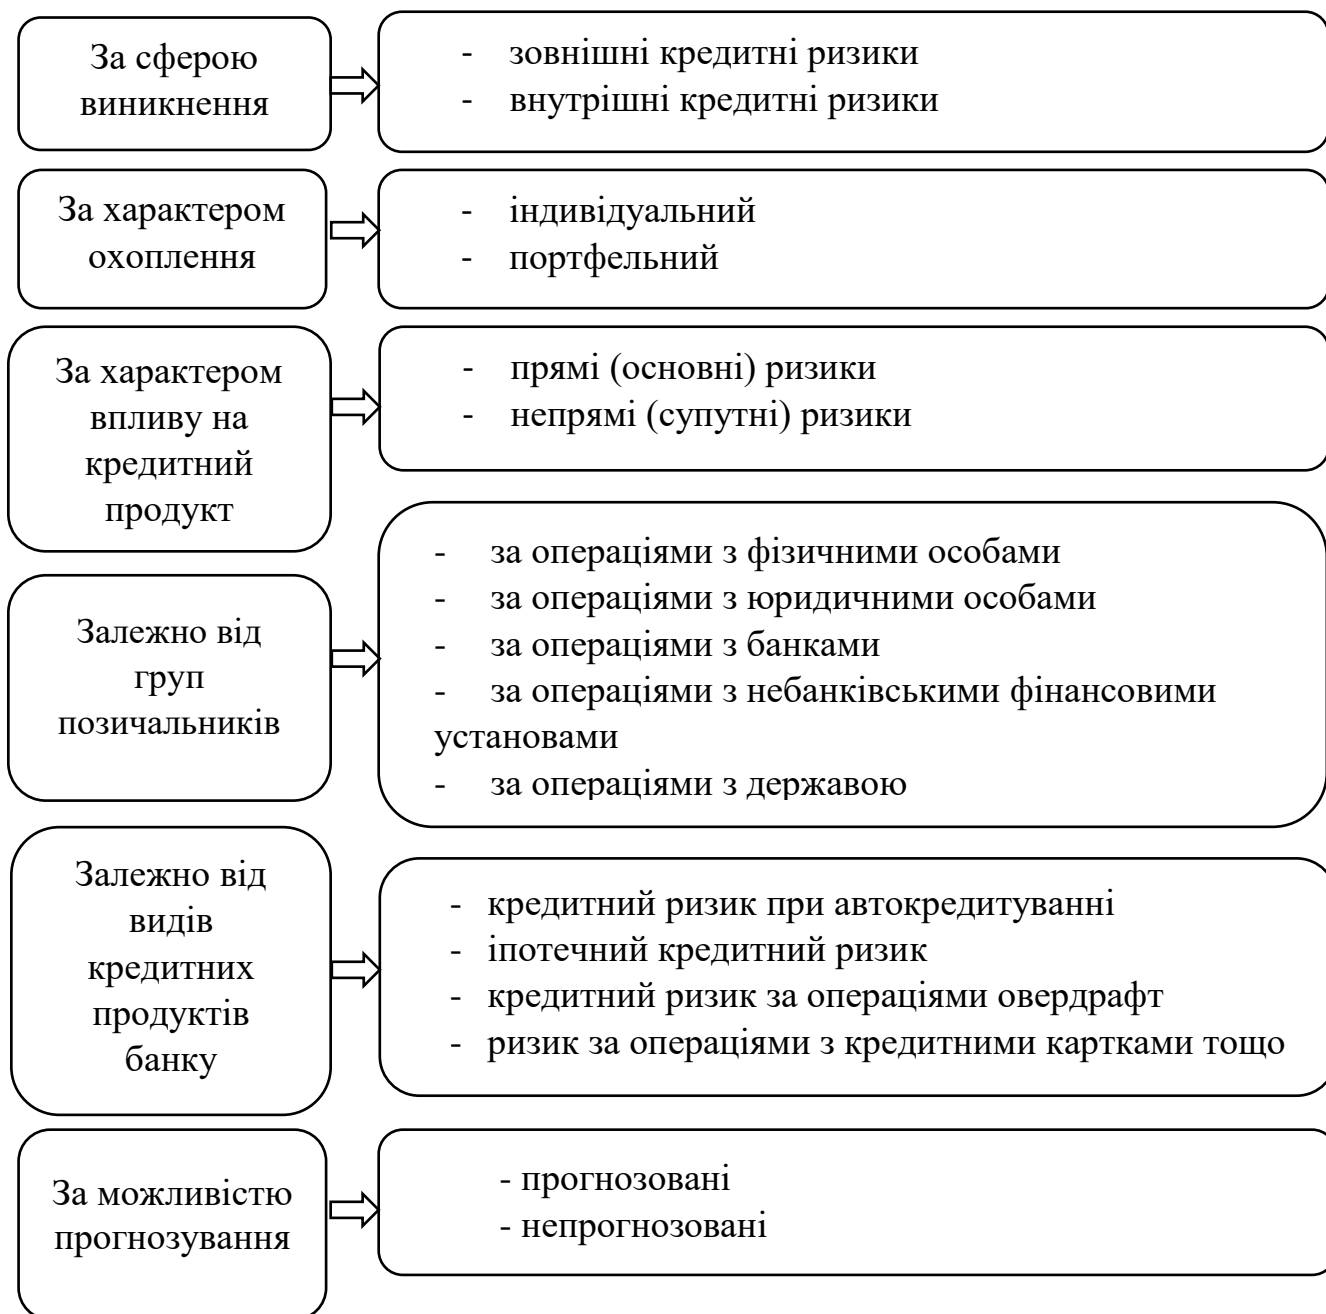 За сферою
виникнення
- зовнішні кредитні ризики
- внутрішні кредитні ризики
За характером
охоплення
- індивідуальний
- портфельний
За характером
впливу на
кредитний
продукт
- прямі (основні) ризики
- непрямі (супутні) ризики
Залежно від
груп
позичальників
- за операціями з фізичними особами
- за операціями з юридичними особами
- за операціями з банками
- за операціями з небанківськими фінансовими
установами
- за операціями з державою
Залежно від
видів
кредитних
продуктів
банку
- кредитний ризик при автокредитуванні
- іпотечний кредитний ризик
- кредитний ризик за операціями овердрафт
- ризик за операціями з кредитними картками тощо
За можливістю
прогнозування
- прогнозовані
- непрогнозовані